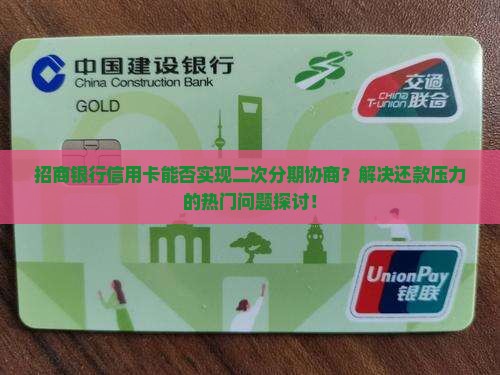 中国建设银行
China Construction Bank
GOLD
交通
CHINA
T-UNION 联合
招商银行信用卡能否实现二次分期协商？解决还款压力
的热门问题探讨！
UnionPay
银联